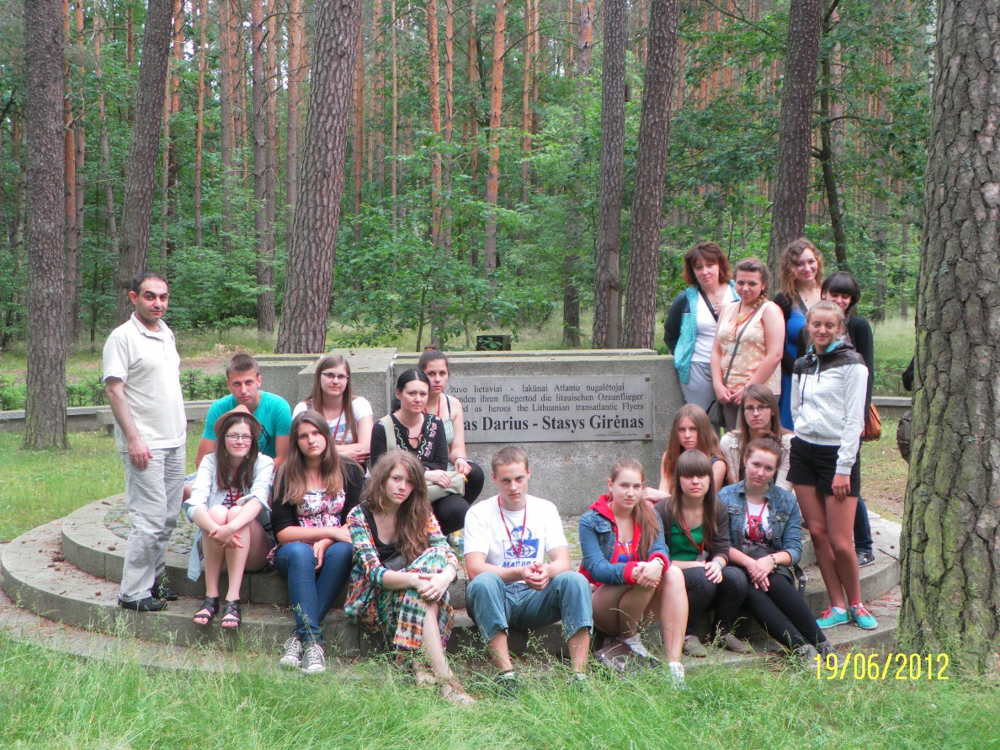 žuvo lietuviai - lakūnai Atlanto nugalėtojai
nden ihren fliegertod die litauischen Ozeanflieger
d as heroes the Lithuanian transatlantic Flyers
as Darius - Stasys Girėnas
19/06/2012